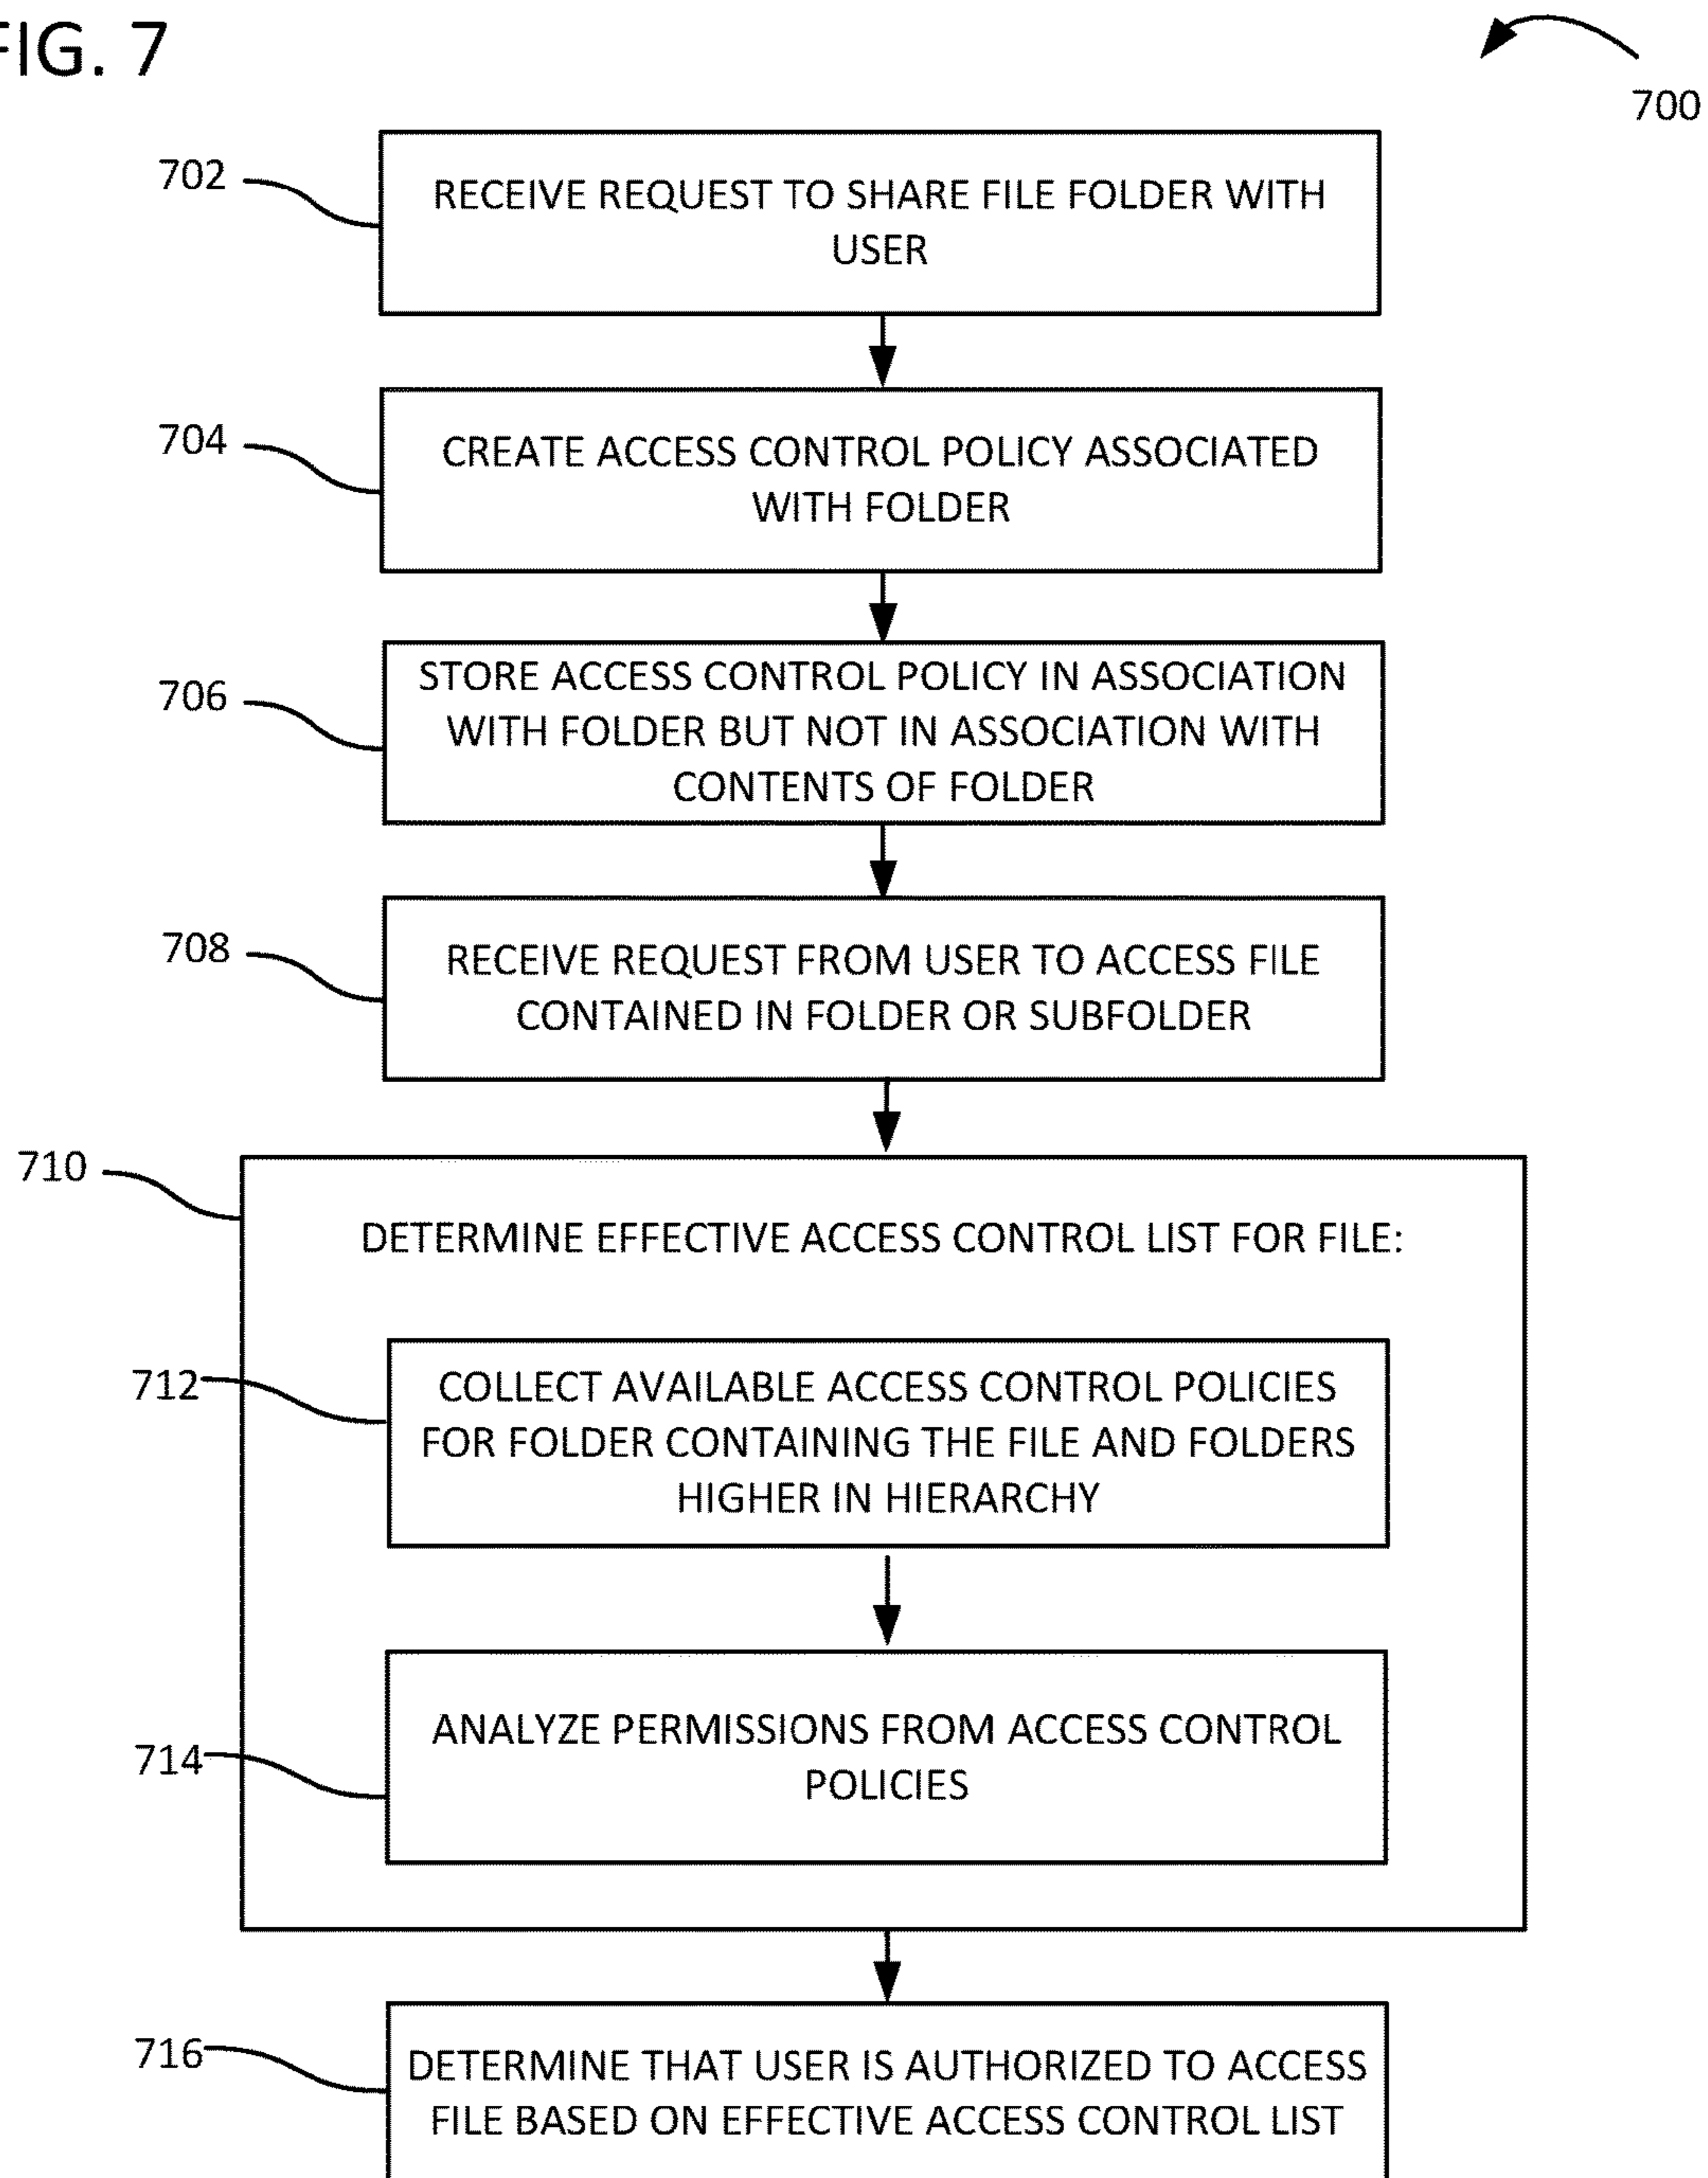 FIG. 7
700
702
RECEIVE REQUEST TO SHARE FILE FOLDER WITH
USER
704
CREATE ACCESS CONTROL POLICY ASSOCIATED
WITH FOLDER
706
STORE ACCESS CONTROL POLICY IN ASSOCIATION
WITH FOLDER BUT NOT IN ASSOCIATION WITH
CONTENTS OF FOLDER
708
RECEIVE REQUEST FROM USER TO ACCESS FILE
CONTAINED IN FOLDER OR SUBFOLDER
710
DETERMINE EFFECTIVE ACCESS CONTROL LIST FOR FILE:
712
COLLECT AVAILABLE ACCESS CONTROL POLICIES
FOR FOLDER CONTAINING THE FILE AND FOLDERS
HIGHER IN HIERARCHY
714
ANALYZE PERMISSIONS FROM ACCESS CONTROL
POLICIES
716
DETERMINE THAT USER IS AUTHORIZED TO ACCESS
FILE BASED ON EFFECTIVE ACCESS CONTROL LIST